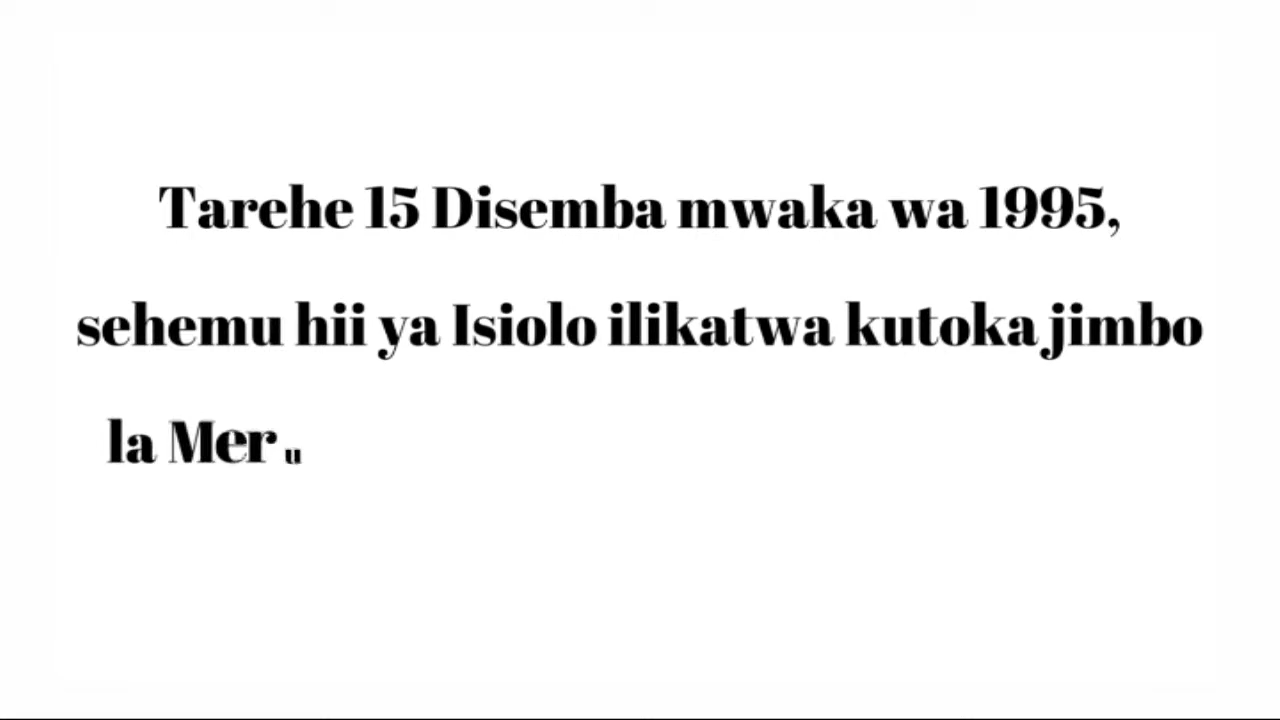 Tarehe 15 Disemba mwaka wa 1995,
sehemu hii ya Isiolo ilikatwa kutoka jimbo
la Meru